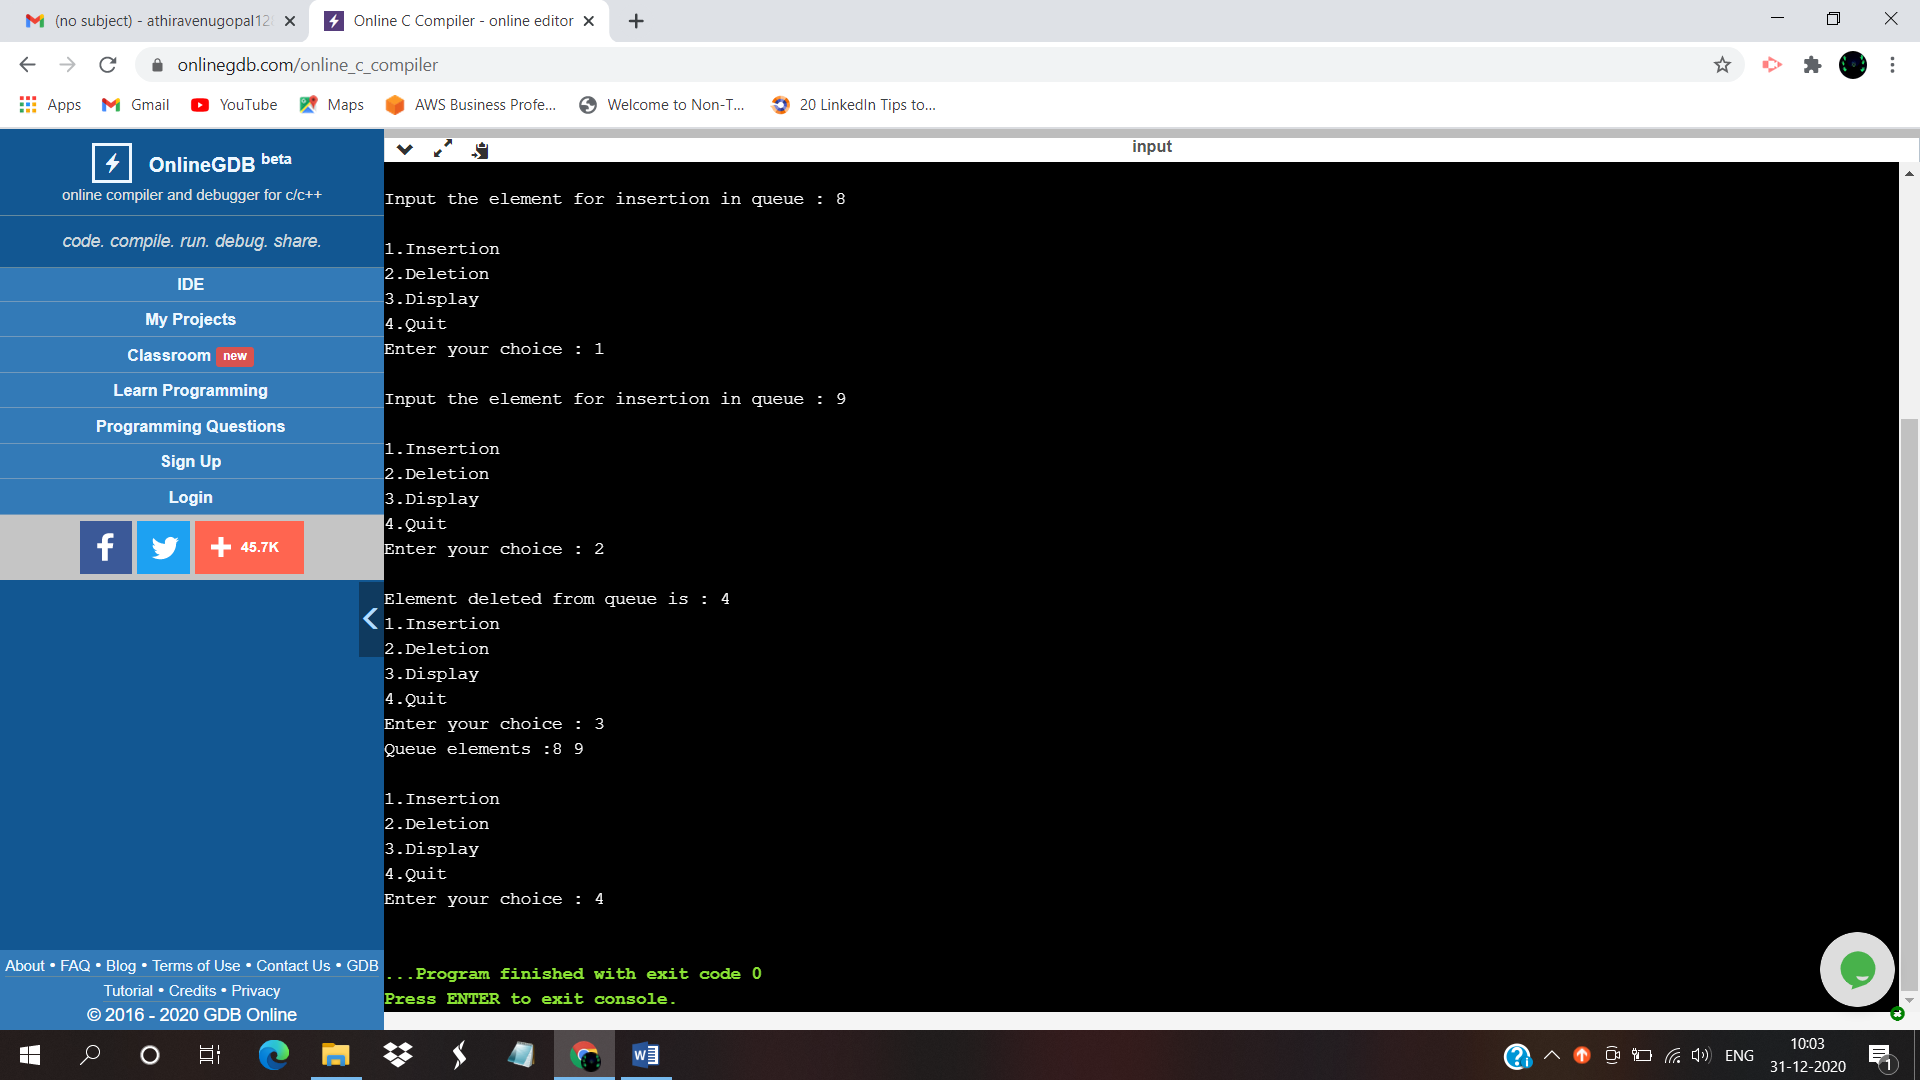 (no subject) - athiravenugopal12
Online C Compiler - online editor
onlinegdb.com/online_c_compiler
Apps
Gmail
YouTube
Maps
AWS Business Profe...
Welcome to Non-T...
20 LinkedIn Tips to...
OnlineGDB beta
online compiler and debugger for c/c++
code. compile. run. debug. share.
IDE
My Projects
Classroom new
Learn Programming
Programming Questions
Sign Up
Login
45.7K
About • FAQ • Blog • Terms of Use • Contact Us • GDB
Tutorial • Credits • Privacy
© 2016 - 2020 GDB Online
input
Input the element for insertion in queue : 8
1.Insertion
2.Deletion
3.Display
4.Quit
Enter your choice : 1
Input the element for insertion in queue : 9
1.Insertion
2.Deletion
3.Display
4.Quit
Enter your choice : 2
Element deleted from queue is : 4
1.Insertion
2.Deletion
3.Display
4.Quit
Enter your choice : 3
Queue elements :8 9
1.Insertion
2.Deletion
3.Display
4.Quit
Enter your choice : 4
...Program finished with exit code 0
Press ENTER to exit console.
ENG
10:03
31-12-2020
1